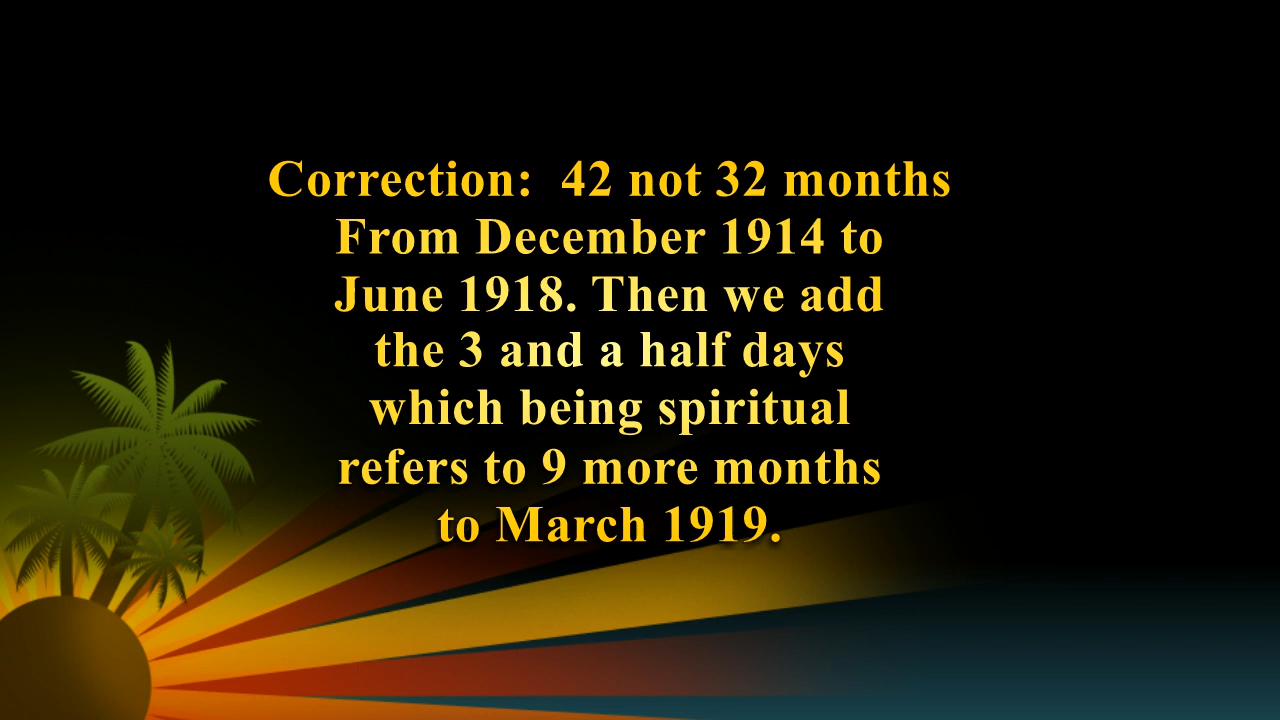 Correction:  42 not 32 months
From December 1914 to
June 1918. Then we add
the 3 and a half days
which being spiritual
refers to 9 more months
to March 1919.